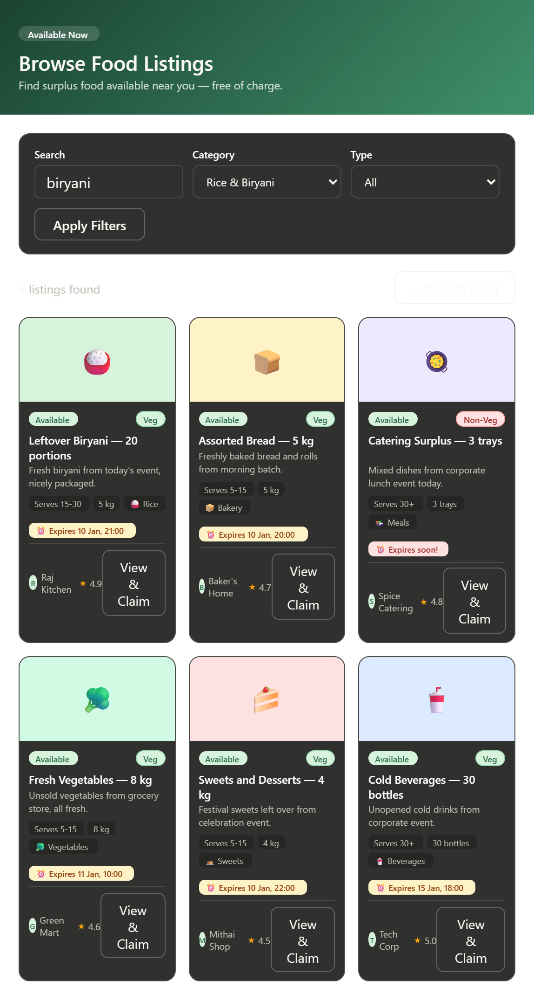 Available Now
Browse Food Listings
Find surplus food available near you — free of charge.
Search
Category
Type
biryani
Rice & Biryani
All
Apply Filters
6 listings found
+ Donate Food
Available
Veg
Leftover Biryani — 20
portions
Fresh biryani from today's event,
nicely packaged.
Serves 15-30
5 kg
Rice
Expires 10 Jan, 21:00
R
Raj
Kitchen
★ 4.9
View
&
Claim
Available
Veg
Assorted Bread — 5 kg
Freshly baked bread and rolls
from morning batch.
Serves 5-15
5 kg
Bakery
Expires 10 Jan, 20:00
B
Baker's
Home
★ 4.7
View
&
Claim
Available
Non-Veg
Catering Surplus — 3 trays
Mixed dishes from corporate
lunch event today.
Serves 30+
3 trays
Meals
Expires soon!
S
Spice
Catering
★ 4.8
View
&
Claim
Available
Veg
Fresh Vegetables — 8 kg
Unsold vegetables from grocery
store, all fresh.
Serves 5-15
8 kg
Vegetables
Expires 11 Jan, 10:00
G
Green
Mart
★ 4.6
View
&
Claim
Available
Veg
Sweets and Desserts — 4
kg
Festival sweets left over from
celebration event.
Serves 5-15
4 kg
Sweets
Expires 10 Jan, 22:00
M
Mithai
Shop
★ 4.5
View
&
Claim
Available
Veg
Cold Beverages — 30
bottles
Unopened cold drinks from
corporate event.
Serves 30+
30 bottles
Beverages
Expires 15 Jan, 18:00
T
Tech
Corp
★ 5.0
View
&
Claim